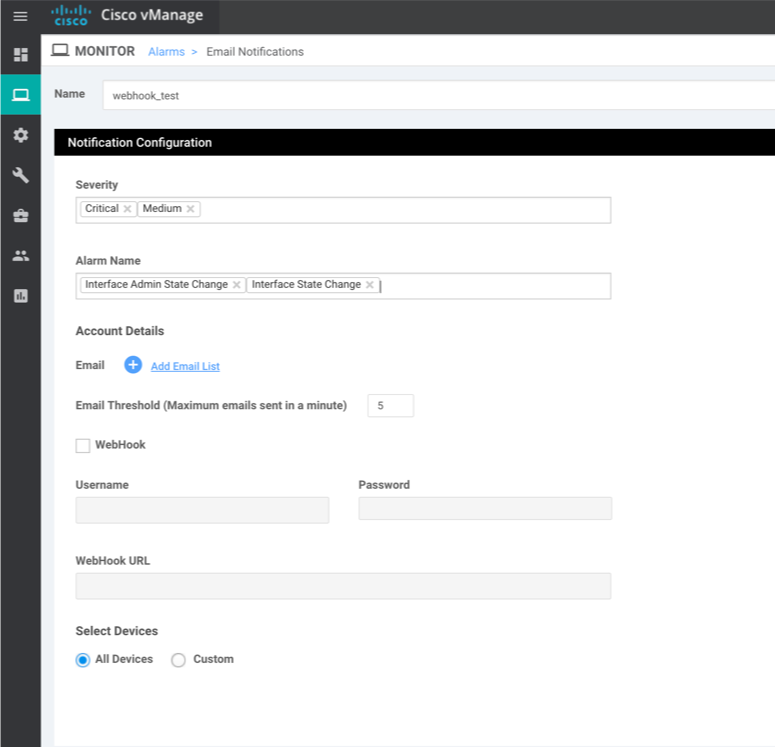 cisco Cisco vManage
MONITOR Alarms > Email Notifications
Name webhook_test
Notification Configuration
Severity
Critical × Medium ×
Alarm Name
Interface Admin State Change × Interface State Change ×
Account Details
Email + Add Email List
Email Threshold (Maximum emails sent in a minute) 5
WebHook
Username Password
WebHook URL
Select Devices
All Devices Custom